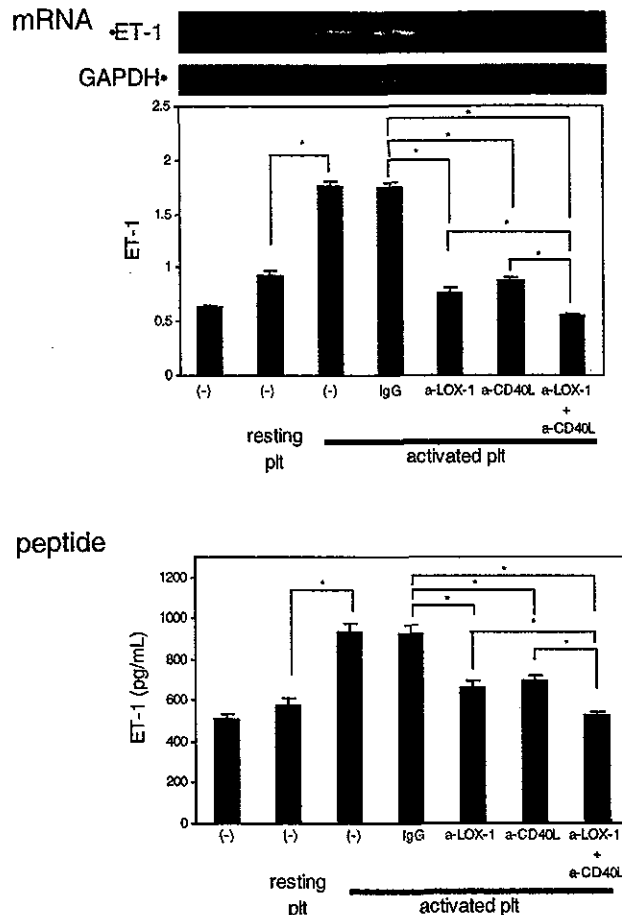 mRNA
•ET-1
GAPDH•
2.5
2
1.5
1
0.5
0
ET-1
* * * * * *
(-) (-) (-) IgG a-LOX-1 a-CD40L a-LOX-1
+
a-CD40L
resting
plt
activated plt
peptide
1200
1000
800
600
400
200
0
ET-1 (pg/mL)
* * * * * *
(-) (-) (-) IgG a-LOX-1 a-CD40L a-LOX-1
+
a-CD40L
resting
plt
activated plt